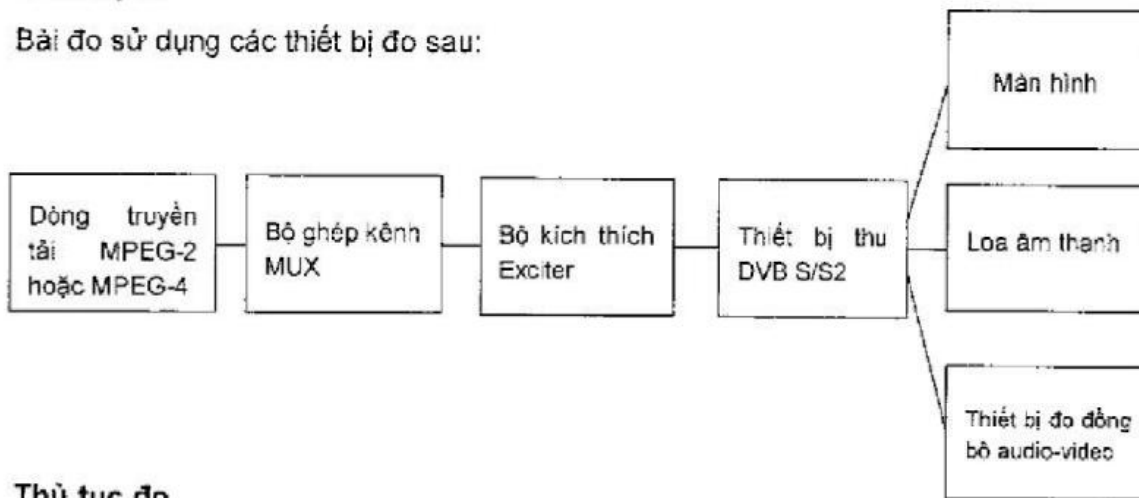 Bài đo sử dụng các thiết bị đo sau:
Màn hình
Dòng truyền
tải MPEG-2
hoặc MPEG-4
Bộ ghép kênh
MUX
Bộ kích thích
Exciter
Thiết bị thu
DVB S/S2
Loa âm thanh
Thiết bị đo đồng
bộ audio-video
Thủ tục đo